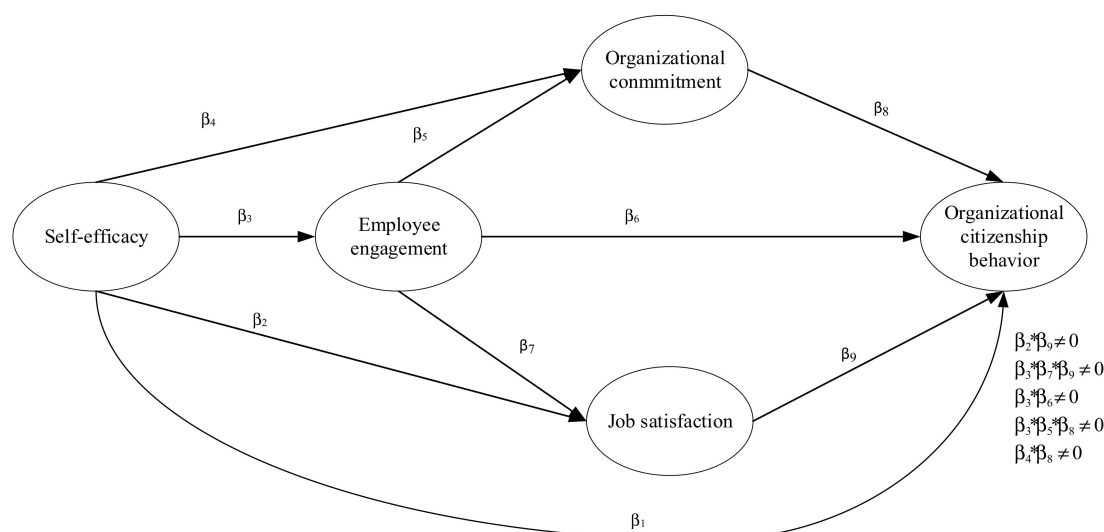 Organizational
conmmitment
β₄
β₅
β₈
Self-efficacy
β₃
Employee
engagement
β₆
Organizational
citizenship
behavior
β₂
β₇
β₉
Job satisfaction
β₂*β₉≠0
β₃*β₇*β₉≠0
β₃*β₆≠0
β₃*β₅*β₈≠0
β₄*β₈≠0
β₁